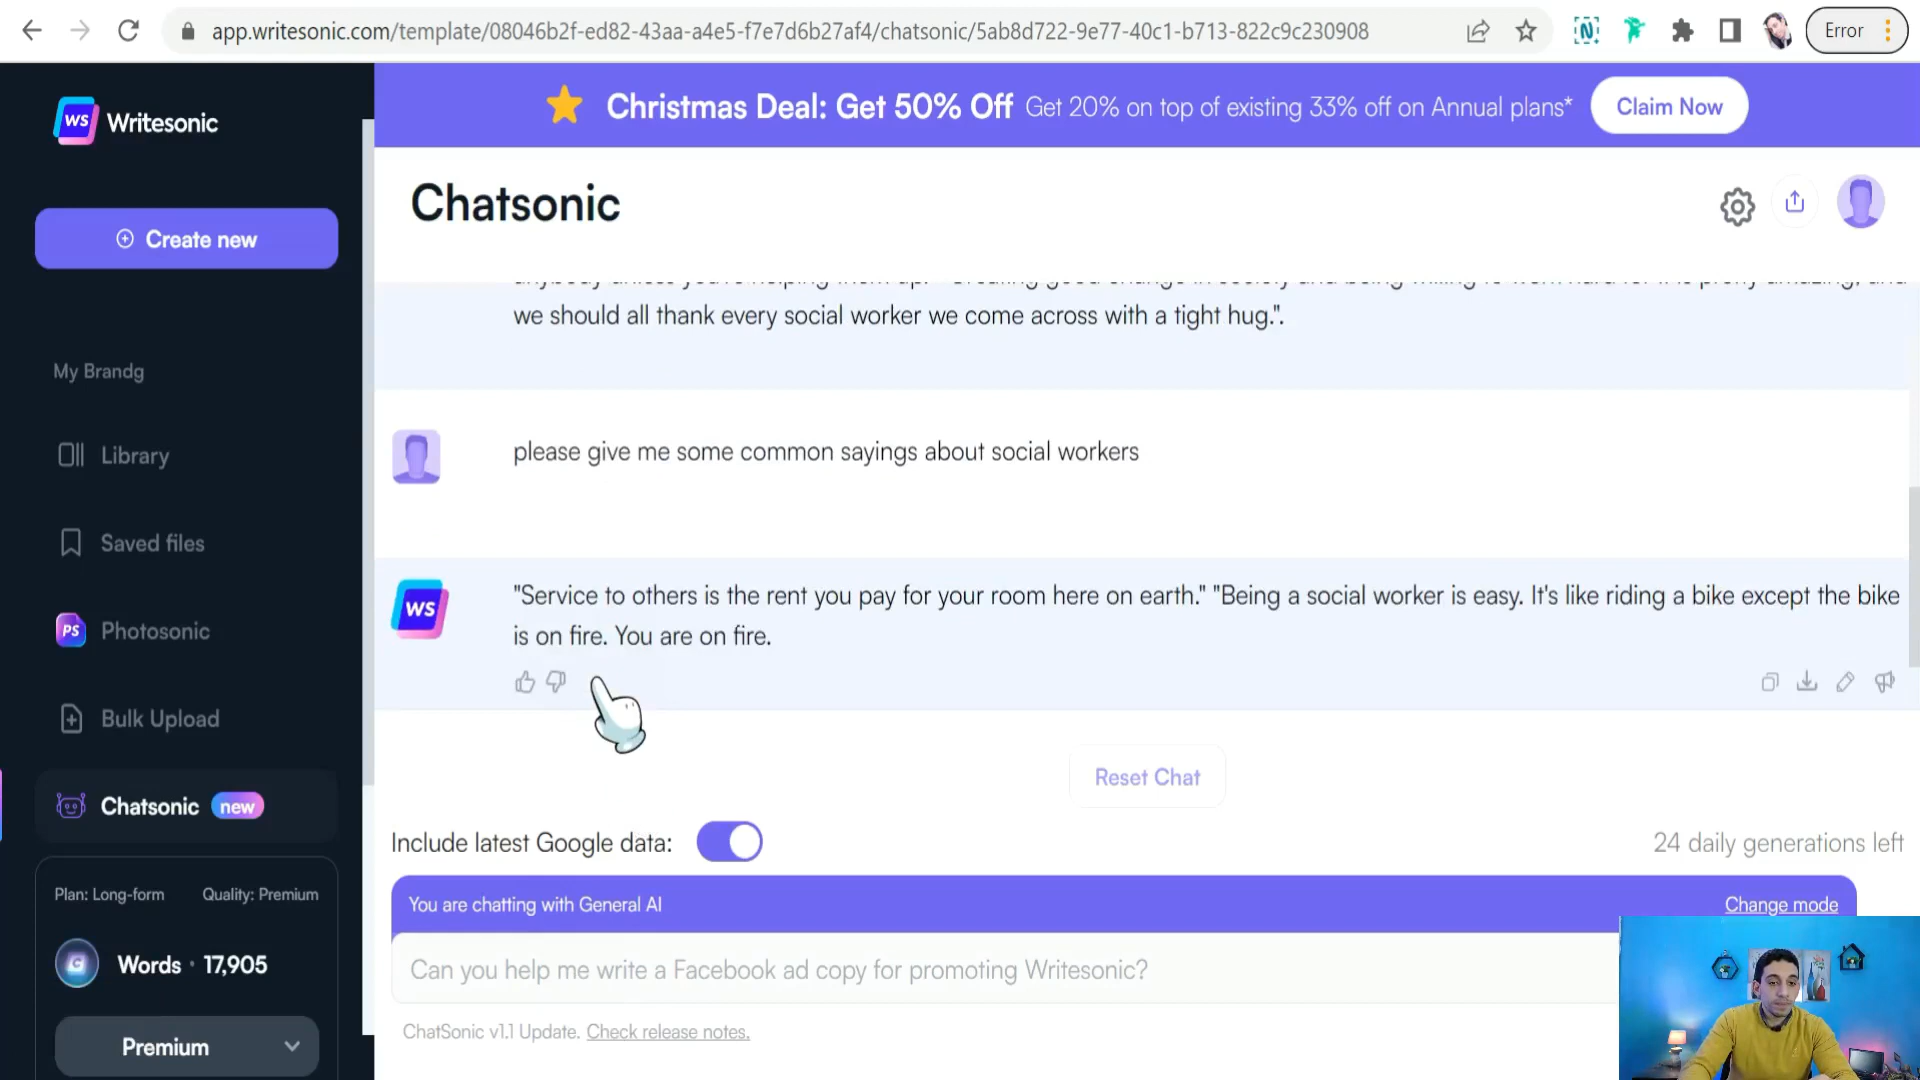 app.writesonic.com/template/08046b2f-ed82-43aa-a4e5-f7e7d6b27af4/chatsonic/5ab8d722-9e77-40c1-b713-822c9c230908
Error
WS Writesonic
Christmas Deal: Get 50% Off Get 20% on top of existing 33% off on Annual plans*
Claim Now
Chatsonic
Create new
we should all thank every social worker we come across with a tight hug.".
My Brandg
Library
please give me some common sayings about social workers
Saved files
WS
"Service to others is the rent you pay for your room here on earth." "Being a social worker is easy. It's like riding a bike except the bike
is on fire. You are on fire.
PS Photosonic
Bulk Upload
Reset Chat
Chatsonic new
Include latest Google data:
24 daily generations left
Plan: Long-form Quality: Premium
You are chatting with General AI
Change mode
Words · 17,905
Can you help me write a Facebook ad copy for promoting Writesonic?
ChatSonic v1.1 Update. Check release notes.
Premium